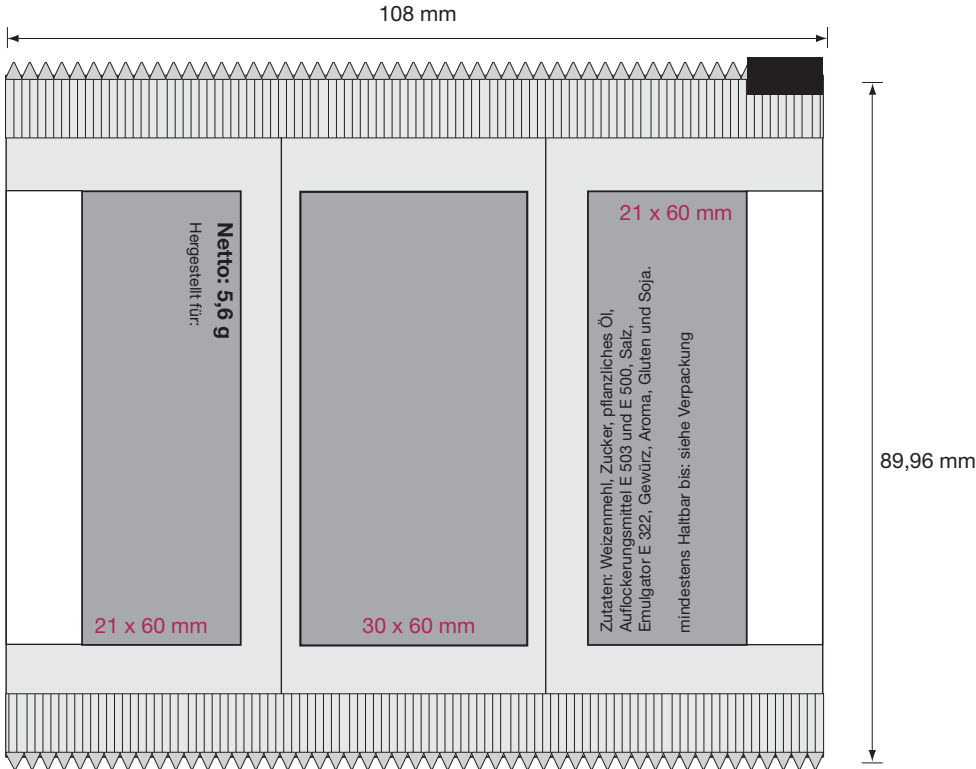 108 mm
Netto: 5,6 g
Hergestellt für:
21 x 60 mm
30 x 60 mm
21 x 60 mm
Zutaten: Weizenmehl, Zucker, pflanzliches Öl,
Auflockerungsmittel E 503 und E 500, Salz,
Emulgator E 322, Gewürz, Aroma, Gluten und Soja.
mindestens Haltbar bis: siehe Verpackung
89,96 mm